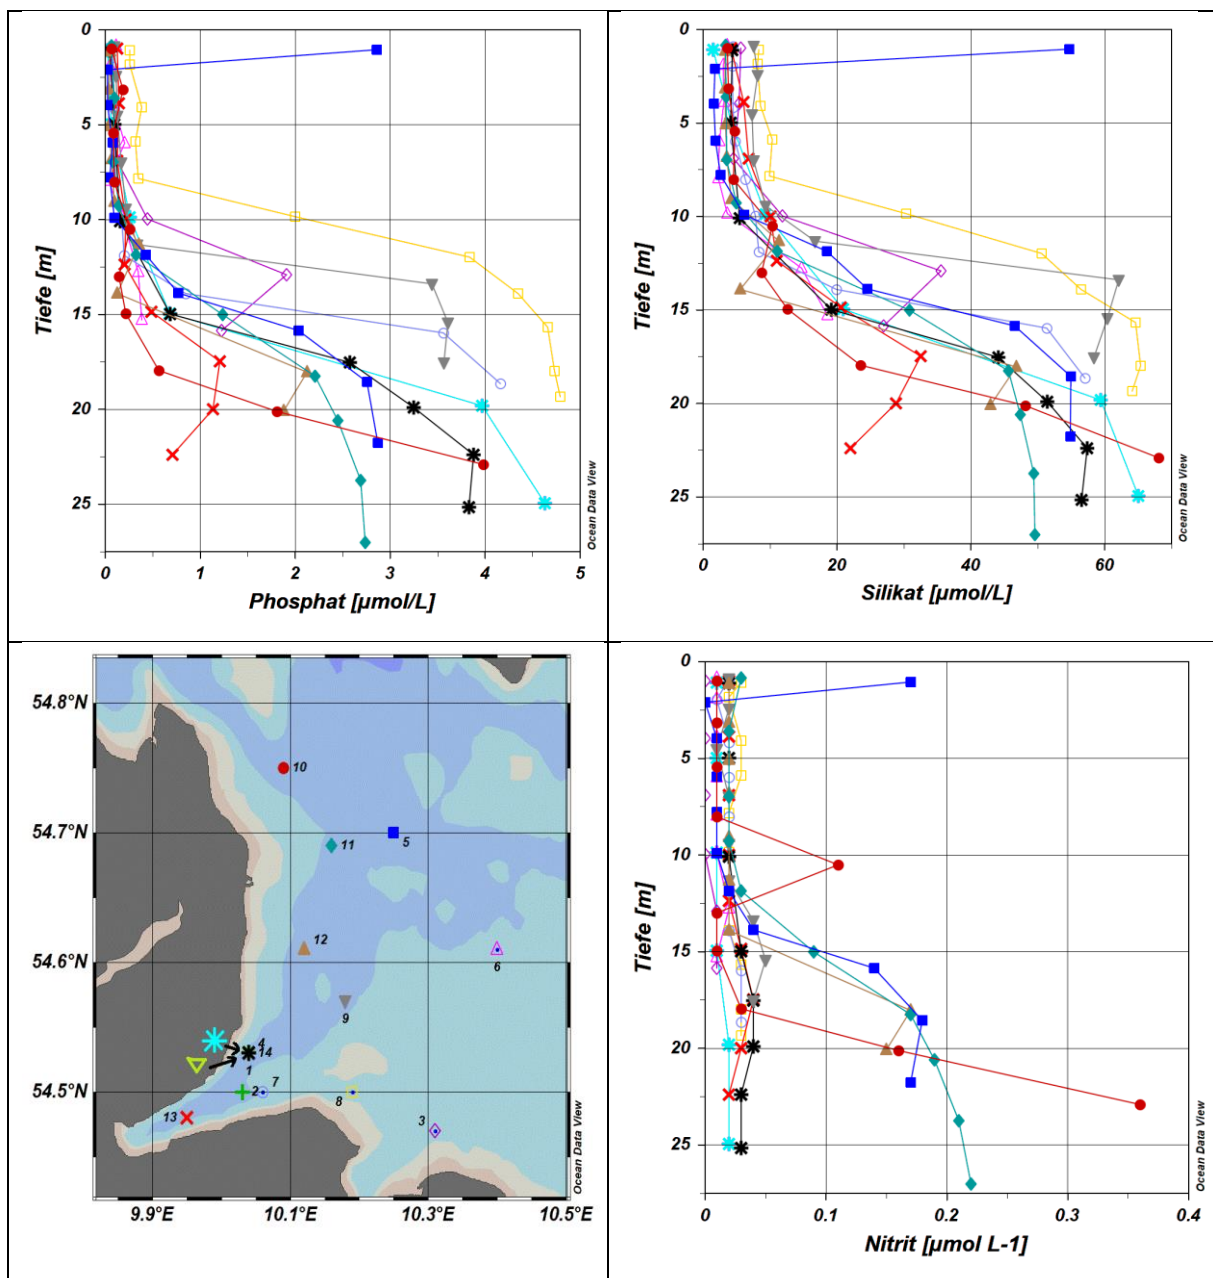 0
5
10
15
20
25
Tiefe [m]
0 1 2 3 4 5
Phosphat [µmol/L]
Ocean Data View
0
5
10
15
20
25
Tiefe [m]
0 20 40 60
Silikat [µmol/L]
Ocean Data View
54.8°N
54.7°N
54.6°N
54.5°N
10
11
5
12
6
9
4
14
1
7
2
8
13
3
9.9°E 10.1°E 10.3°E 10.5°E
Ocean Data View
0
5
10
15
20
25
Tiefe [m]
0 0.1 0.2 0.3 0.4
Nitrit [µmol L-1]
Ocean Data View